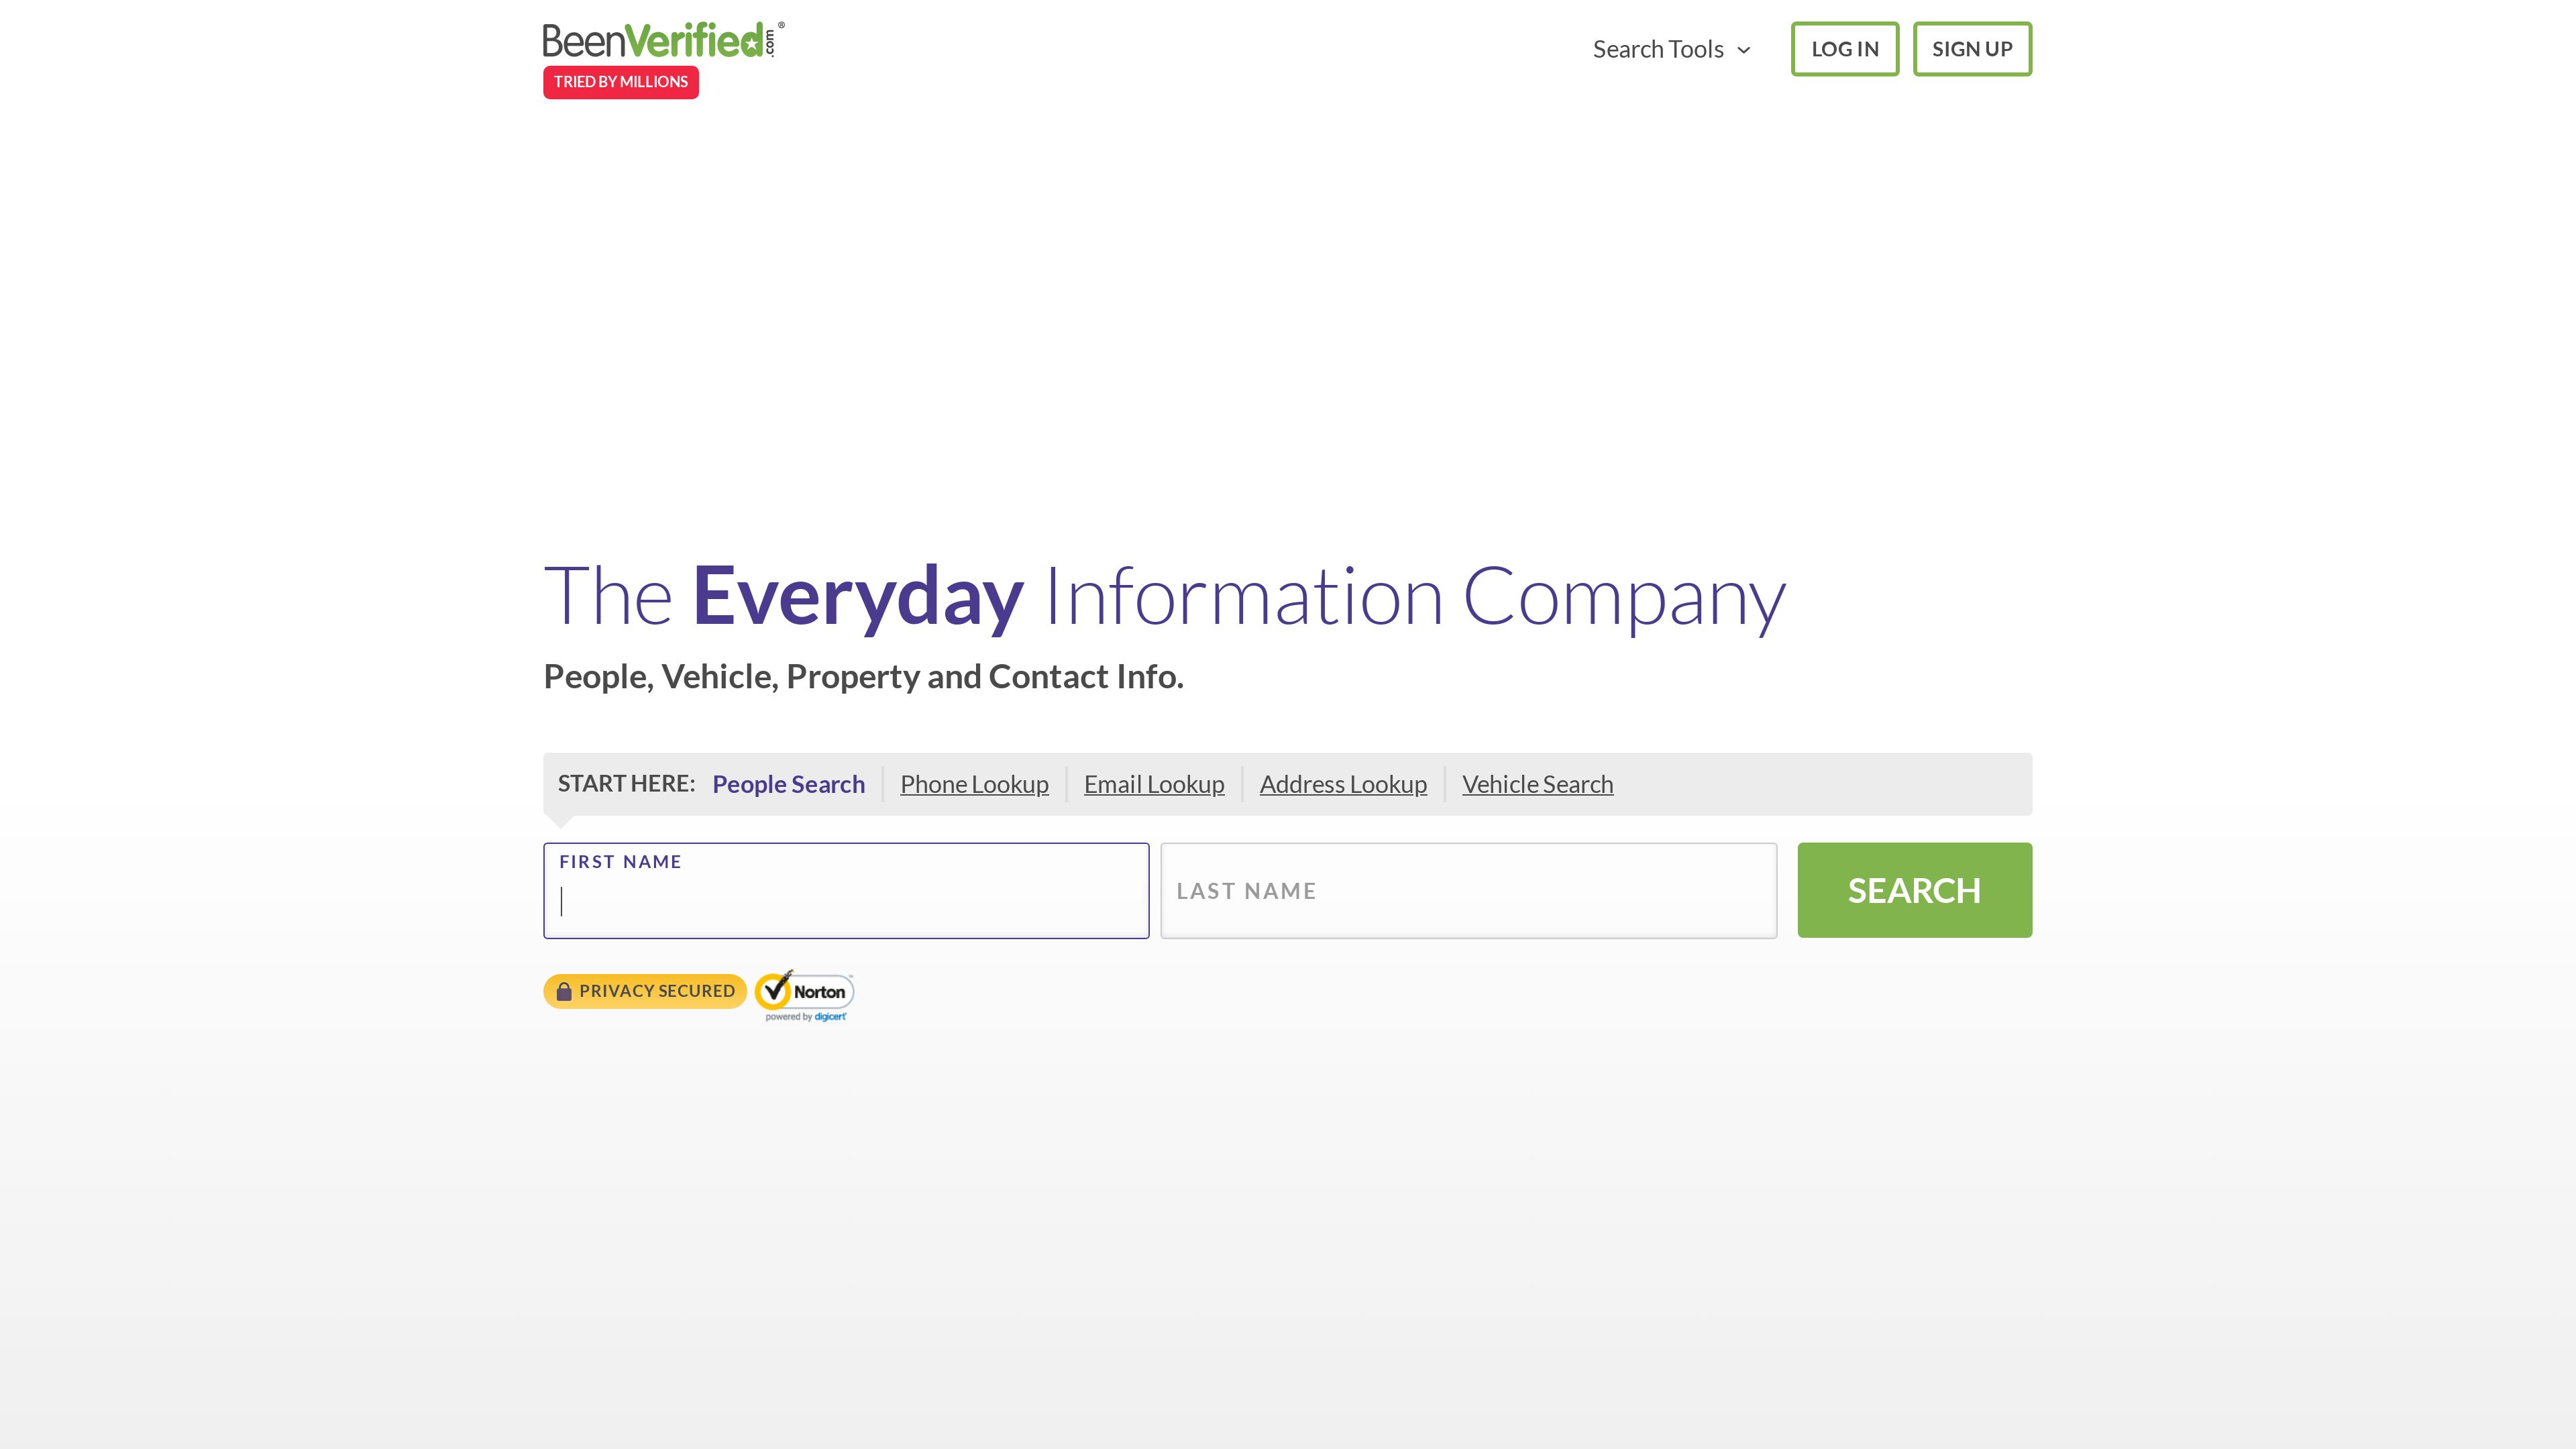 BeenVerified.com®
TRIED BY MILLIONS
Search Tools
LOG IN
SIGN UP
The Everyday Information Company
People, Vehicle, Property and Contact Info.
START HERE: People Search Phone Lookup Email Lookup Address Lookup Vehicle Search
FIRST NAME
LAST NAME
SEARCH
PRIVACY SECURED
Norton
powered by digicert